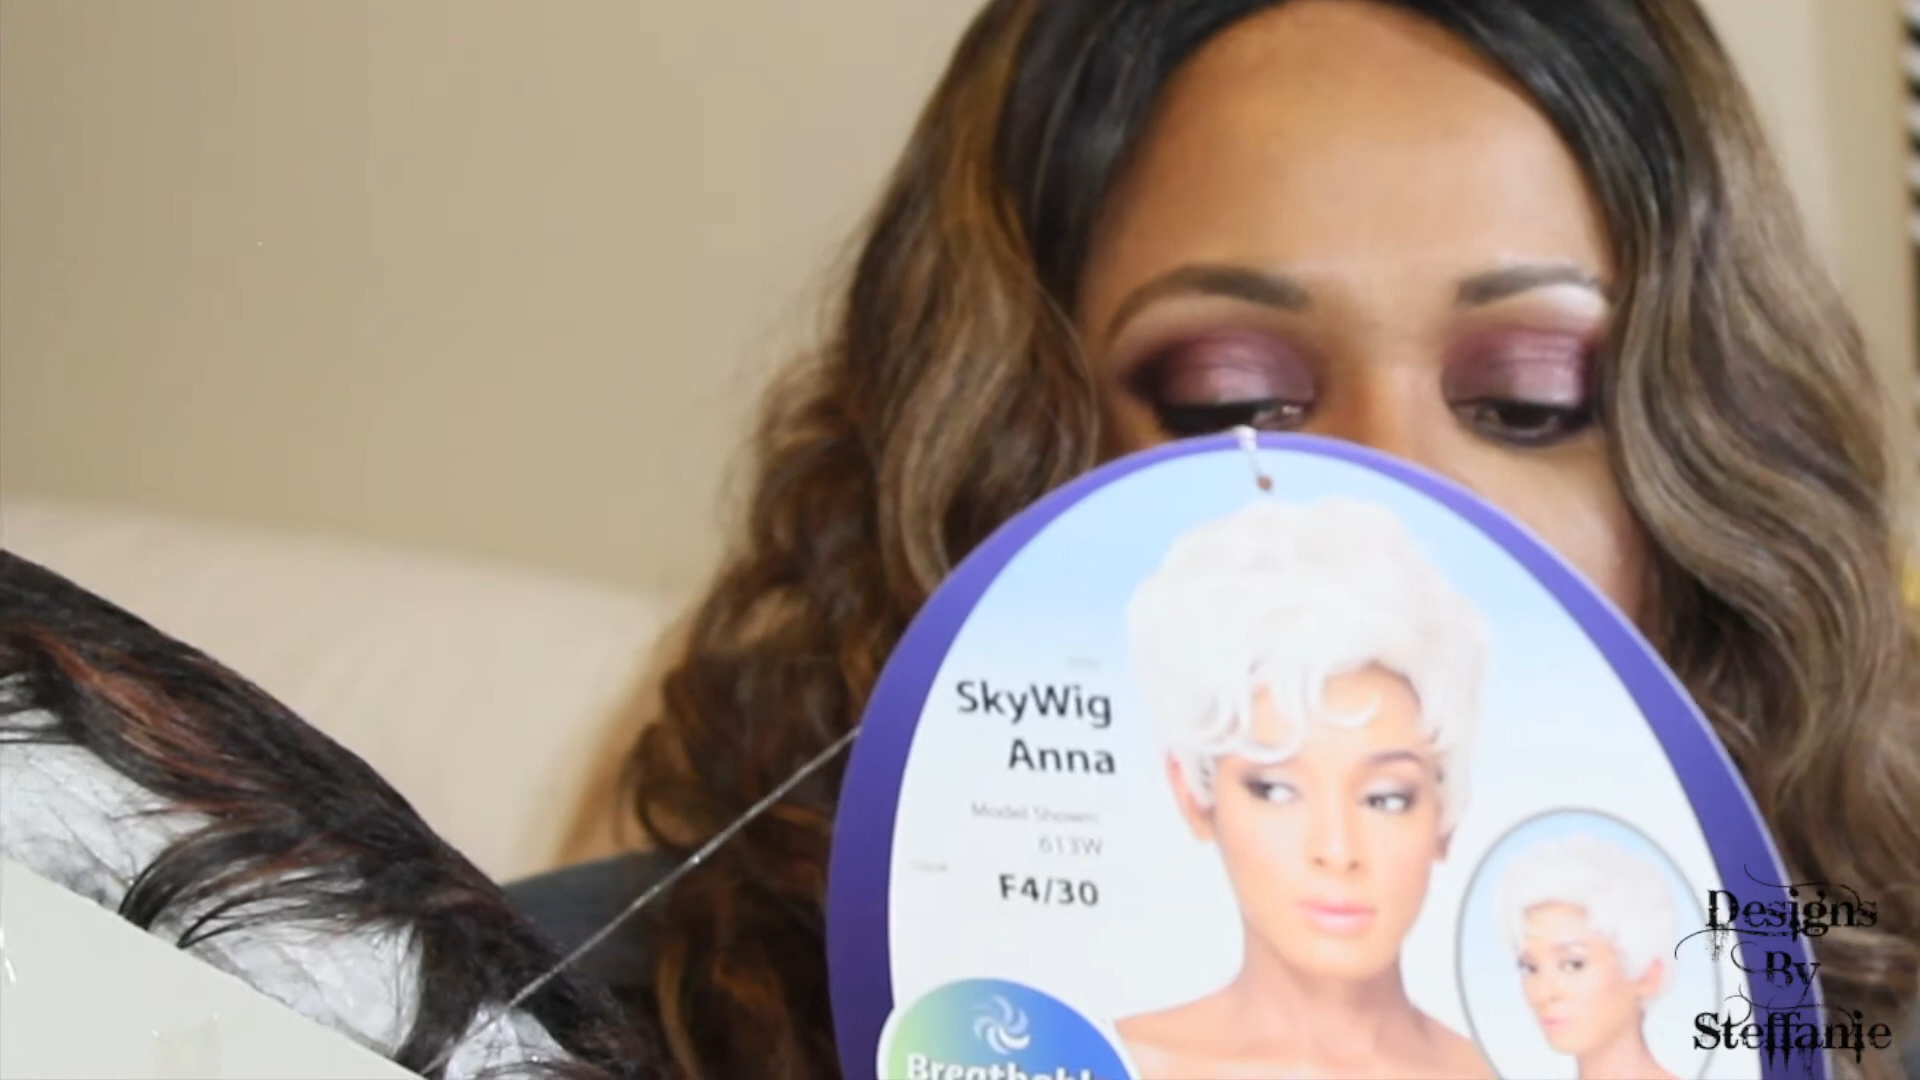 SkyWig
Anna
Model Shown:
613W
F4/30
Designs
By
Steffanie